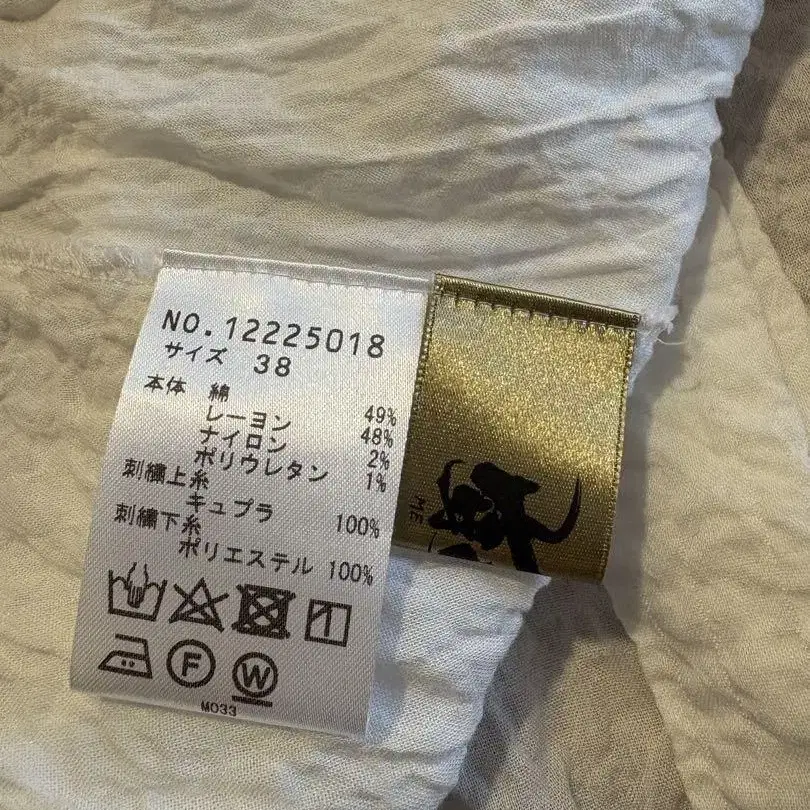 NO.12225018
サイズ 38
本体 綿 49%
レーヨン 48%
ナイロン 2%
ポリウレタン 1%
刺繍上糸
キュプラ 100%
刺繍下糸
ポリエステル 100%
F W
M033
ME